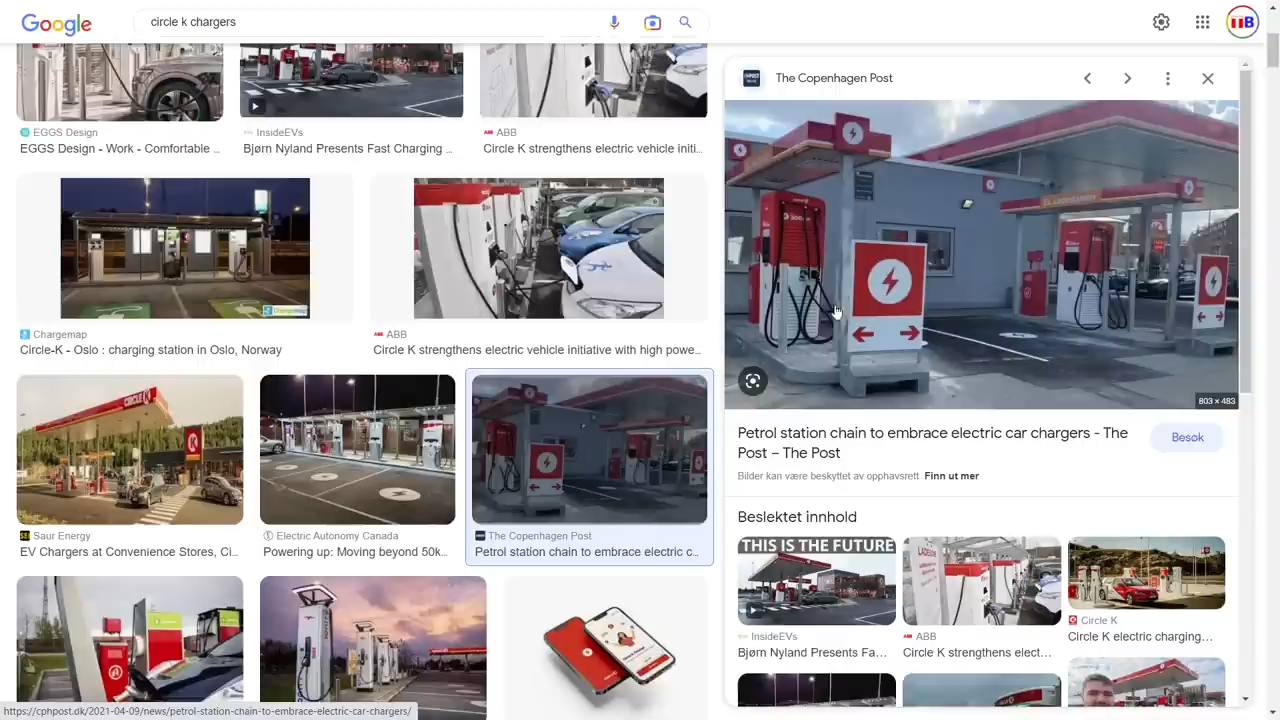 Google
circle k chargers
EGGS Design
EGGS Design - Work - Comfortable ...
InsideEVs
Bjørn Nyland Presents Fast Charging ...
ABB
Circle K strengthens electric vehicle initi...
Chargemap
Circle-K - Oslo : charging station in Oslo, Norway
ABB
Circle K strengthens electric vehicle initiative with high powe...
Saur Energy
EV Chargers at Convenience Stores, Ci...
Electric Autonomy Canada
Powering up: Moving beyond 50k...
The Copenhagen Post
Petrol station chain to embrace electric c...
https://cphpost.dk/2021-04-09/news/petrol-station-chain-to-embrace-electric-car-chargers/
The Copenhagen Post
803 × 483
Petrol station chain to embrace electric car chargers - The
Post – The Post
Besøk
Bilder kan være beskyttet av opphavsrett. Finn ut mer
Beslektet innhold
THIS IS THE FUTURE
InsideEVs
Bjørn Nyland Presents Fa...
ABB
Circle K strengthens elect...
Circle K
Circle K electric charging...